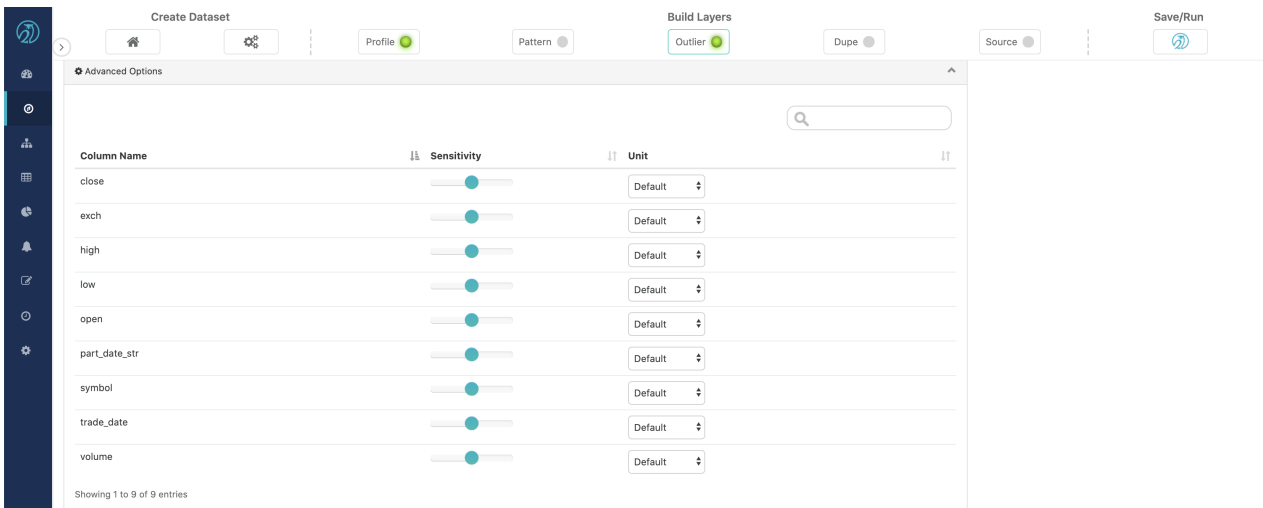 Create Dataset Build Layers Save/Run
Profile Pattern Outlier Dupe Source
Advanced Options
Column Name Sensitivity Unit
close Default
exch Default
high Default
low Default
open Default
part_date_str Default
symbol Default
trade_date Default
volume Default
Showing 1 to 9 of 9 entries